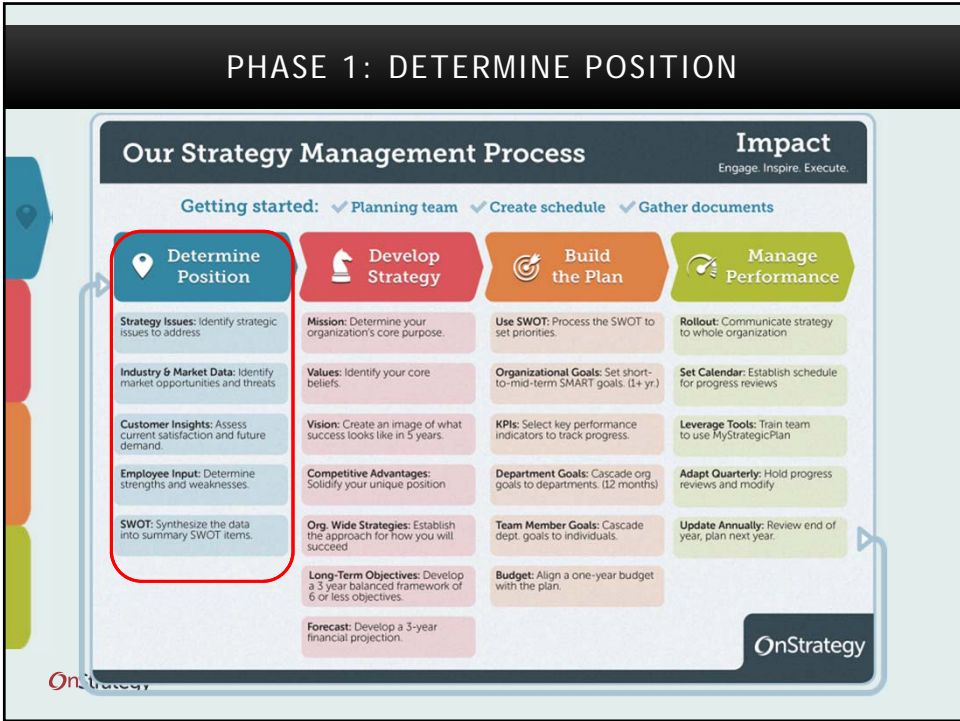 PHASE 1: DETERMINE POSITION
Our Strategy Management Process
Impact
Engage. Inspire. Execute.
Getting started: Planning team Create schedule Gather documents
Determine
Position
Strategy Issues: Identify strategic
issues to address
Industry & Market Data: Identify
market opportunities and threats
Customer Insights: Assess
current satisfaction and future
demand.
Employee Input: Determine
strengths and weaknesses.
SWOT: Synthesize the data
into summary SWOT items.
Develop
Strategy
Mission: Determine your
organization's core purpose.
Values: Identify your core
beliefs.
Vision: Create an image of what
success looks like in 5 years.
Competitive Advantages:
Solidify your unique position
Org. Wide Strategies: Establish
the approach for how you will
succeed
Long-Term Objectives: Develop
a 3 year balanced framework of
6 or less objectives.
Forecast: Develop a 3-year
financial projection.
Build
the Plan
Use SWOT: Process the SWOT to
set priorities.
Organizational Goals: Set short-
to-mid-term SMART goals. (1+ yr.)
KPIs: Select key performance
indicators to track progress.
Department Goals: Cascade org
goals to departments. (12 months)
Team Member Goals: Cascade
dept. goals to individuals.
Budget: Align a one-year budget
with the plan.
Manage
Performance
Rollout: Communicate strategy
to whole organization
Set Calendar: Establish schedule
for progress reviews
Leverage Tools: Train team
to use MyStrategicPlan
Adapt Quarterly: Hold progress
reviews and modify
Update Annually: Review end of
year, plan next year.
OnStrategy
OnStrategy